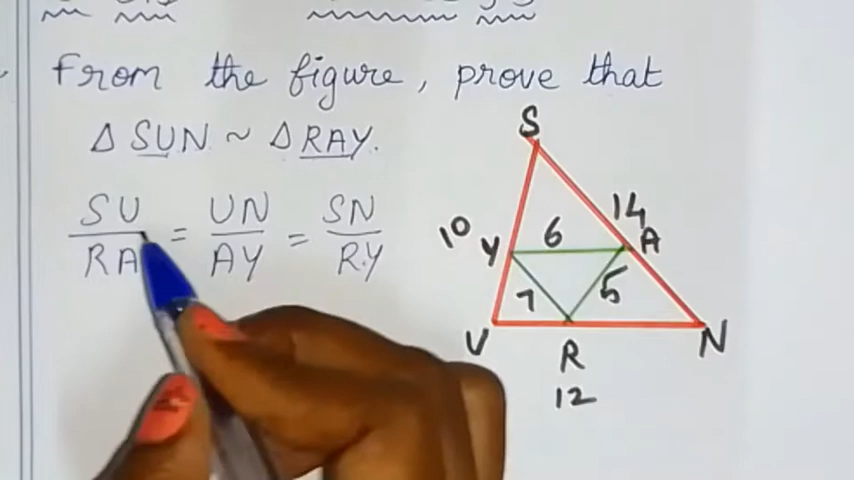 From the figure, prove that
Δ SUN ~ Δ RAY.
SU/RA = UN/AY = SN/RY
S
14
10
Y
6
A
7
5
U
R
N
12